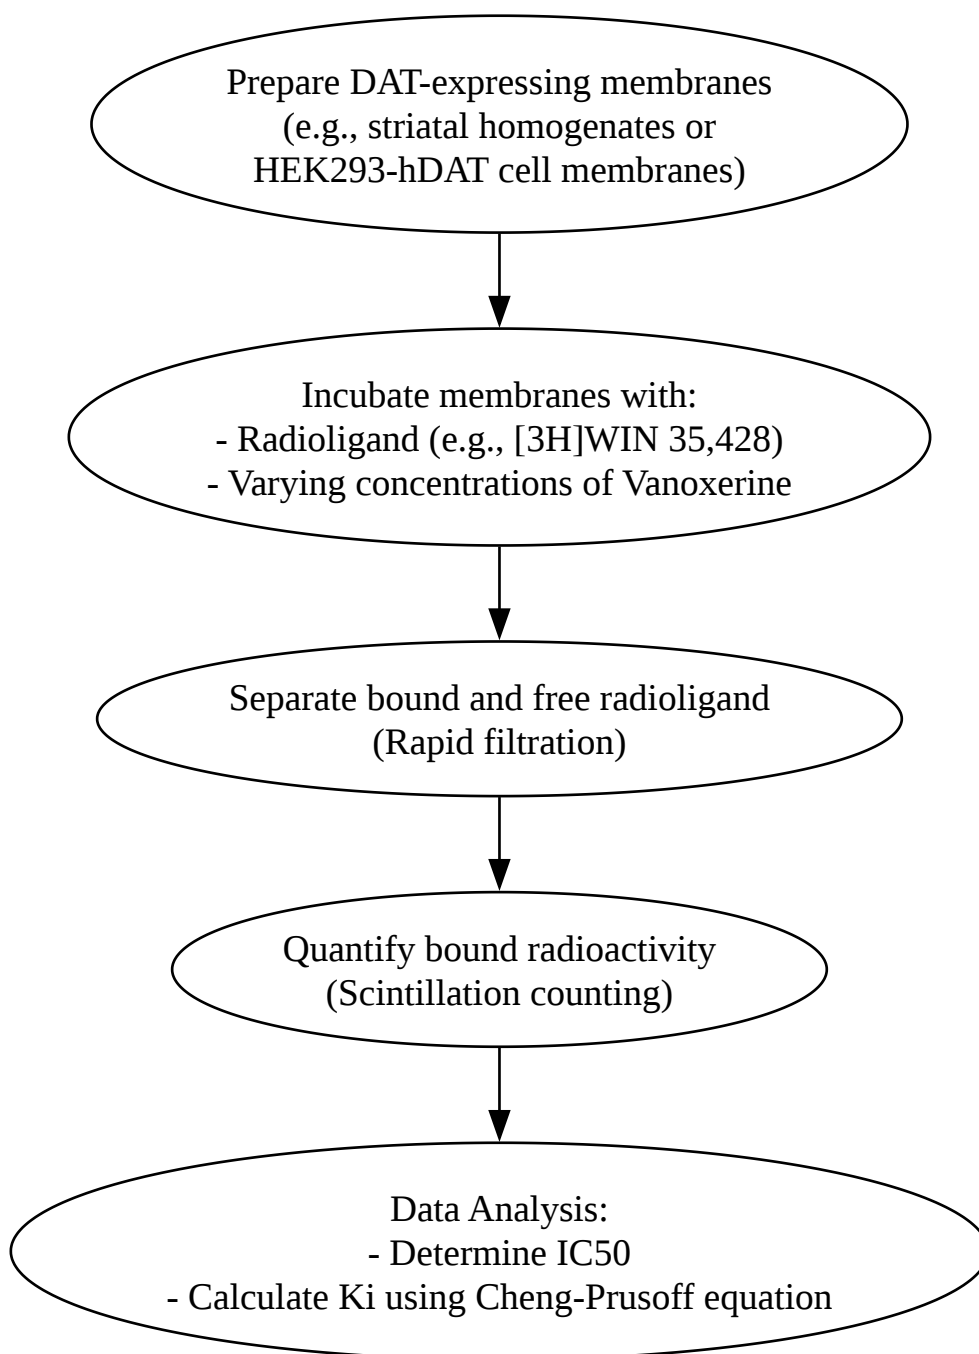 Prepare DAT-expressing membranes
(e.g., striatal homogenates or
HEK293-hDAT cell membranes)
Incubate membranes with:
- Radioligand (e.g., [3H]WIN 35,428)
- Varying concentrations of Vanoxerine
Separate bound and free radioligand
(Rapid filtration)
Quantify bound radioactivity
(Scintillation counting)
Data Analysis:
- Determine IC50
- Calculate Ki using Cheng-Prusoff equation